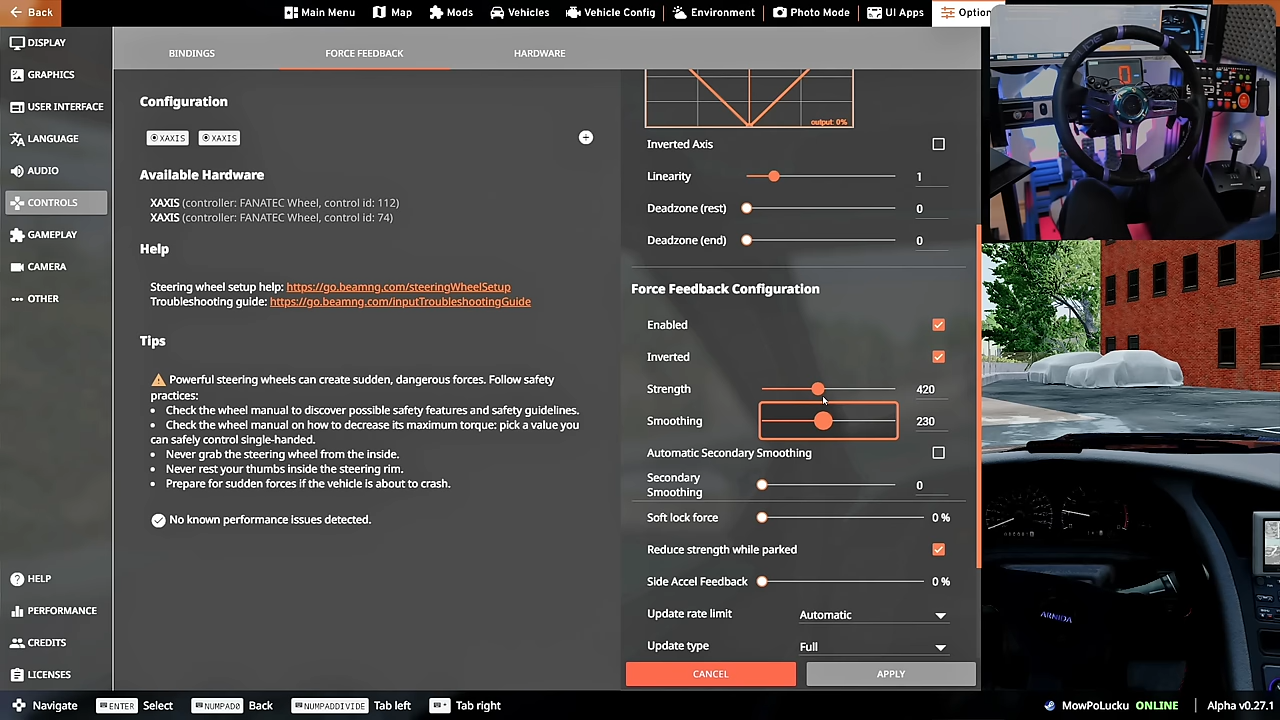 Back
Main Menu
Map
Mods
Vehicles
Vehicle Config
Environment
Photo Mode
UI Apps
Option
DISPLAY
GRAPHICS
USER INTERFACE
LANGUAGE
AUDIO
CONTROLS
GAMEPLAY
CAMERA
OTHER
HELP
PERFORMANCE
CREDITS
LICENSES
BINDINGS
FORCE FEEDBACK
HARDWARE
Configuration
XAXIS XAXIS
Available Hardware
XAXIS (controller: FANATEC Wheel, control id: 112)
XAXIS (controller: FANATEC Wheel, control id: 74)
Help
Steering wheel setup help: https://go.beamng.com/steeringWheelSetup
Troubleshooting guide: https://go.beamng.com/inputTroubleshootingGuide
Tips
Powerful steering wheels can create sudden, dangerous forces. Follow safety
practices:
• Check the wheel manual to discover possible safety features and safety guidelines.
• Check the wheel manual on how to decrease its maximum torque: pick a value you
can safely control single-handed.
• Never grab the steering wheel from the inside.
• Never rest your thumbs inside the steering rim.
• Prepare for sudden forces if the vehicle is about to crash.
No known performance issues detected.
output: 0%
Inverted Axis
Linearity 1
Deadzone (rest) 0
Deadzone (end) 0
Force Feedback Configuration
Enabled
Inverted
Strength 420
Smoothing 230
Automatic Secondary Smoothing
Secondary
Smoothing 0
Soft lock force 0 %
Reduce strength while parked
Side Accel Feedback 0 %
Update rate limit Automatic
Update type Full
CANCEL
APPLY
0
ARNIDA
Navigate
ENTER Select
NUMPAD0 Back
NUMPADDIVIDE Tab left
Tab right
MowPoLucku ONLINE
Alpha v0.27.1